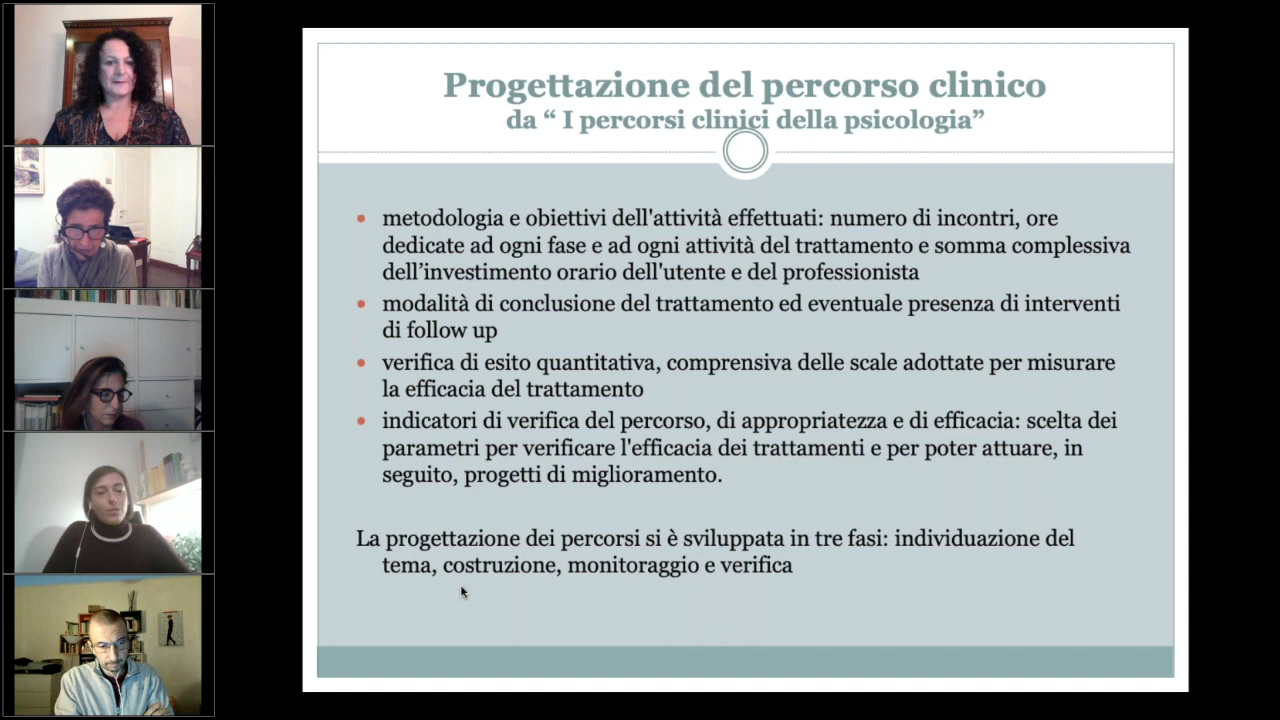 Progettazione del percorso clinico
da “ I percorsi clinici della psicologia”
metodologia e obiettivi dell'attività effettuati: numero di incontri, ore
dedicate ad ogni fase e ad ogni attività del trattamento e somma complessiva
dell’investimento orario dell'utente e del professionista
modalità di conclusione del trattamento ed eventuale presenza di interventi
di follow up
verifica di esito quantitativa, comprensiva delle scale adottate per misurare
la efficacia del trattamento
indicatori di verifica del percorso, di appropriatezza e di efficacia: scelta dei
parametri per verificare l'efficacia dei trattamenti e per poter attuare, in
seguito, progetti di miglioramento.
La progettazione dei percorsi si è sviluppata in tre fasi: individuazione del
tema, costruzione, monitoraggio e verifica